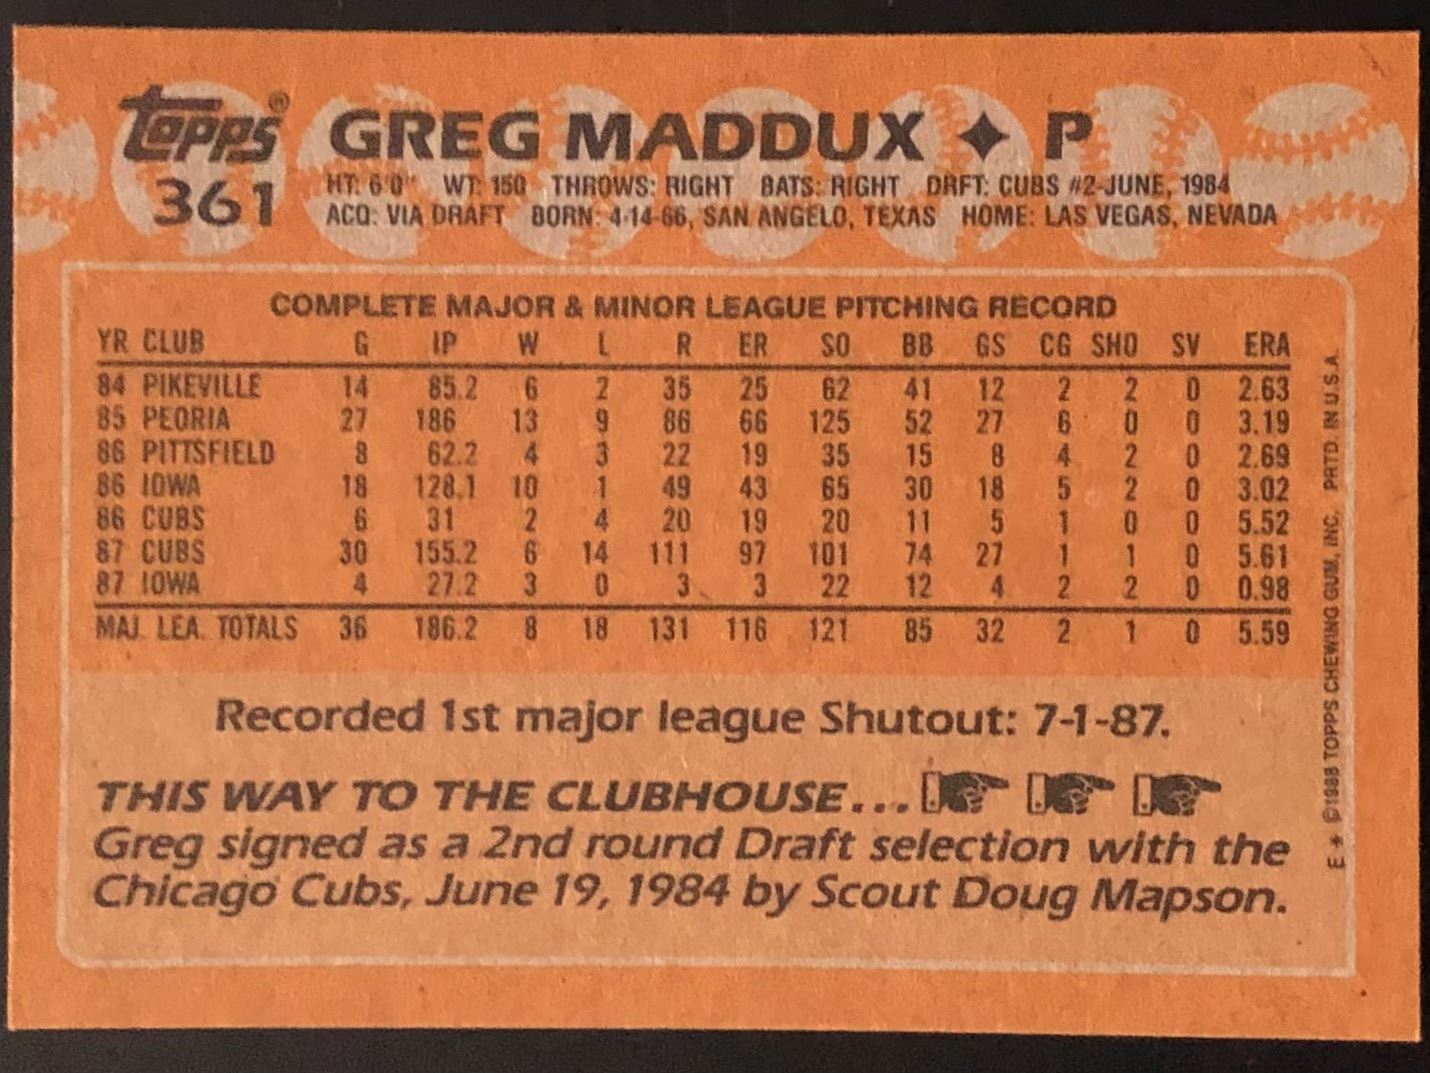 topps®
GREG MADDUX ✦ P
361
HT: 6'0" WT: 150 THROWS: RIGHT BATS: RIGHT DRFT: CUBS #2-JUNE, 1984
ACQ: VIA DRAFT BORN: 4-14-66, SAN ANGELO, TEXAS HOME: LAS VEGAS, NEVADA
COMPLETE MAJOR & MINOR LEAGUE PITCHING RECORD
YR CLUB G IP W L R ER SO BB GS CG SHO SV ERA
84 PIKEVILLE 14 85.2 6 2 35 25 62 41 12 2 2 0 2.63
85 PEORIA 27 186 13 9 86 66 125 52 27 6 0 0 3.19
86 PITTSFIELD 8 62.2 4 3 22 19 35 15 8 4 2 0 2.69
86 IOWA 18 128.1 10 1 49 43 65 30 18 5 2 0 3.02
86 CUBS 6 31 2 4 20 19 20 11 5 1 0 0 5.52
87 CUBS 30 155.2 6 14 111 97 101 74 27 1 1 0 5.61
87 IOWA 4 27.2 3 0 3 3 22 12 4 2 2 0 0.98
MAJ. LEA. TOTALS 36 186.2 8 18 131 116 121 85 32 2 1 0 5.59
Recorded 1st major league Shutout: 7-1-87.
THIS WAY TO THE CLUBHOUSE...
Greg signed as a 2nd round Draft selection with the
Chicago Cubs, June 19, 1984 by Scout Doug Mapson.
E * ©1988 TOPPS CHEWING GUM, INC. PRTD. IN U.S.A.